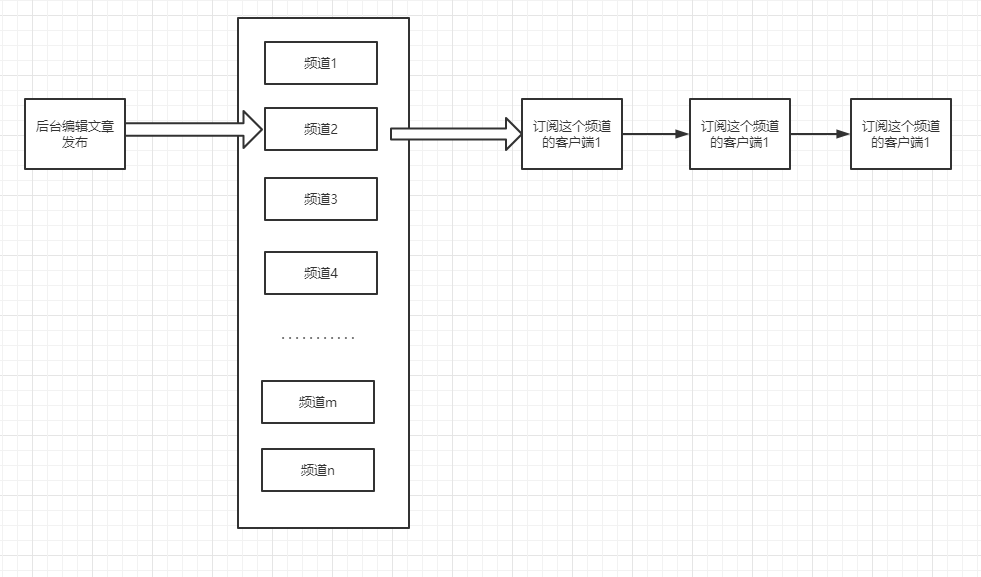 后台编辑文章
发布
频道1
频道2
频道3
频道4
...........
频道m
频道n
订阅这个频道
的客户端1
订阅这个频道
的客户端1
订阅这个频道
的客户端1